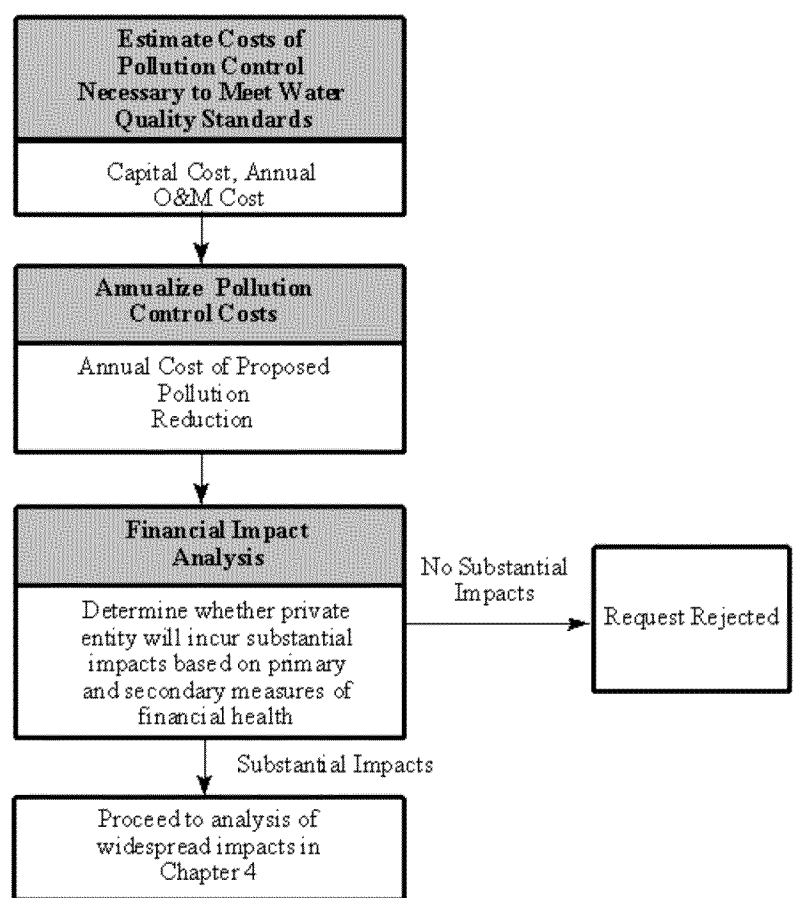 Estimate Costs of
Pollution Control
Necessary to Meet Water
Quality Standards
Capital Cost, Annual
O&M Cost
Annualize Pollution
Control Costs
Annual Cost of Proposed
Pollution
Reduction
Financial Impact
Analysis
Determine whether private
entity will incur substantial
impacts based on primary
and secondary measures of
financial health
No Substantial
Impacts
Request Rejected
Substantial Impacts
Proceed to analysis of
widespread impacts in
Chapter 4